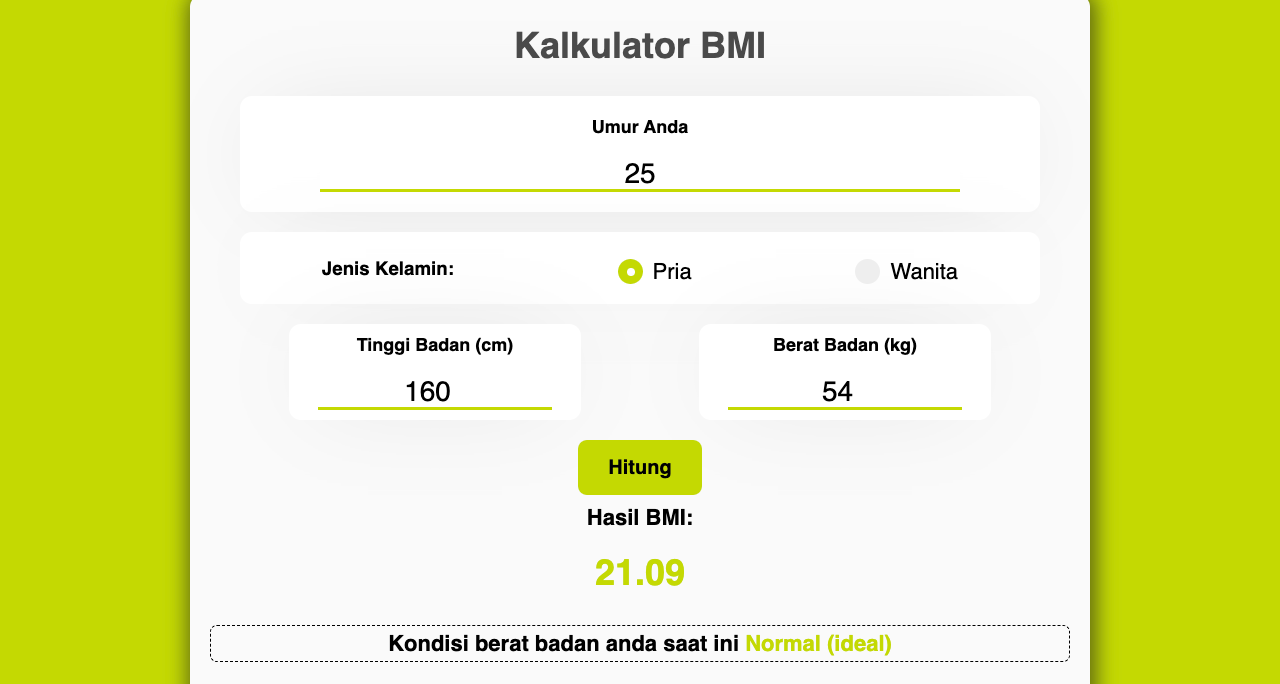 Kalkulator BMI
Umur Anda
25
Jenis Kelamin: Pria Wanita
Tinggi Badan (cm) Berat Badan (kg)
160 54
Hitung
Hasil BMI:
21.09
Kondisi berat badan anda saat ini Normal (ideal)